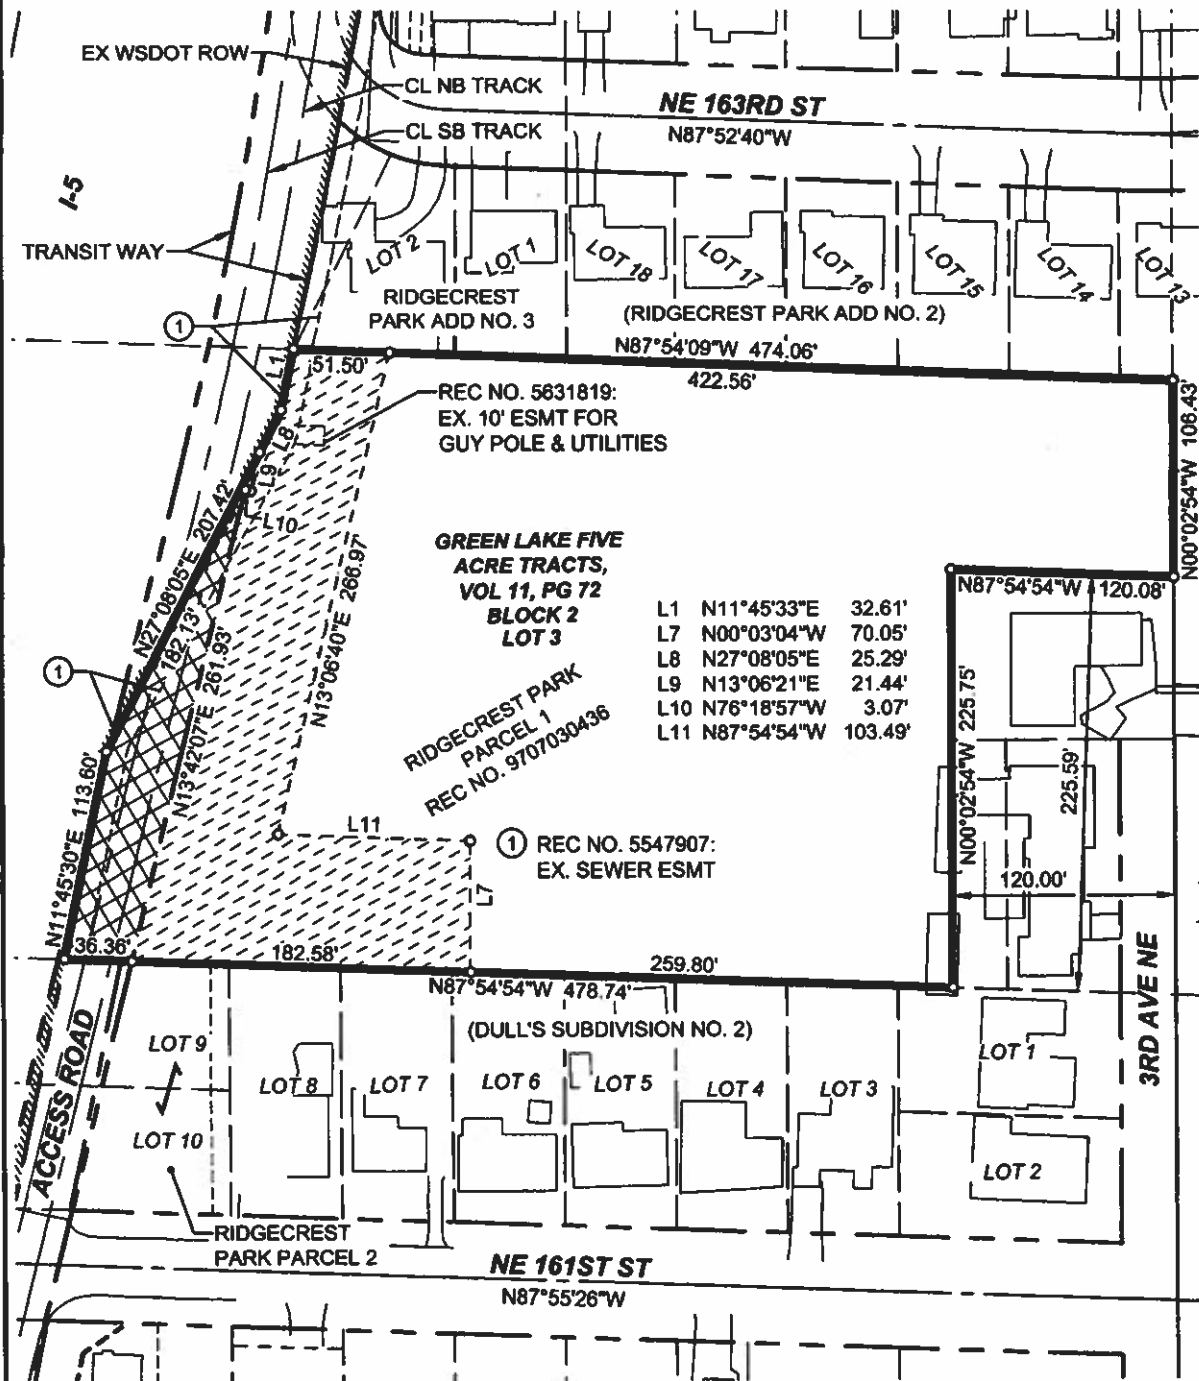 EX WSDOT ROW
CL NB TRACK
CL SB TRACK
NE 163RD ST
N87°52'40"W
I-5
TRANSIT WAY
LOT 2
LOT 1
LOT 18
LOT 17
LOT 16
LOT 15
LOT 14
LOT 13
RIDGECREST
PARK ADD NO. 3
(RIDGECREST PARK ADD NO. 2)
1
N87°54'09"W 474.06'
L1
51.50'
422.56'
REC NO. 5631819:
EX. 10' ESMT FOR
GUY POLE & UTILITIES
N00°02'54"W 106.43'
L8
L9
L10
N27°08'05"E 207.42'
182.13'
N13°42'07"E 261.93'
N13°06'40"E 266.97'
GREEN LAKE FIVE
ACRE TRACTS,
VOL 11, PG 72
BLOCK 2
LOT 3
N87°54'54"W 120.08'
L1 N11°45'33"E 32.61'
L7 N00°03'04"W 70.05'
L8 N27°08'05"E 25.29'
L9 N13°06'21"E 21.44'
L10 N76°18'57"W 3.07'
L11 N87°54'54"W 103.49'
1
RIDGECREST PARK
PARCEL 1
REC NO. 9707030436
N00°02'54"W 225.75'
225.59'
N11°45'30"E 113.60'
L11
1 REC NO. 5547907:
EX. SEWER ESMT
L7
120.00'
36.36'
182.58'
259.80'
N87°54'54"W 478.74'
3RD AVE NE
(DULL'S SUBDIVISION NO. 2)
ACCESS ROAD
LOT 9
LOT 8
LOT 7
LOT 6
LOT 5
LOT 4
LOT 3
LOT 1
LOT 10
LOT 2
RIDGECREST
PARK PARCEL 2
NE 161ST ST
N87°55'26"W